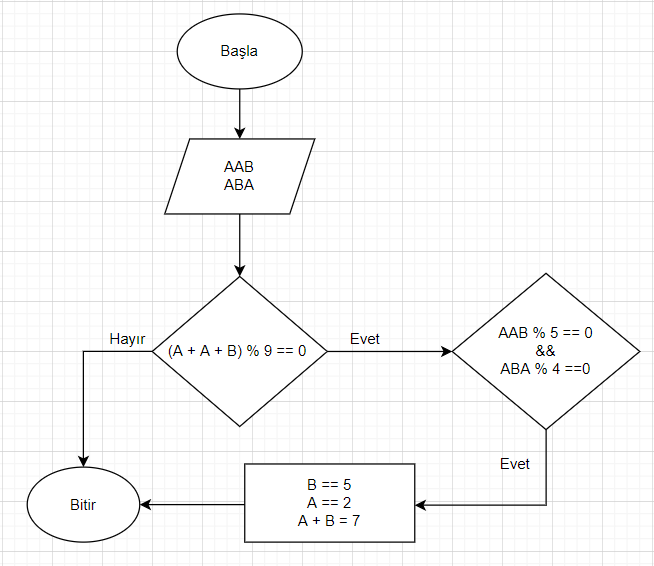 Başla
AAB
ABA
Hayır
(A + A + B) % 9 == 0
Evet
AAB % 5 == 0
&&
ABA % 4 ==0
Evet
B == 5
A == 2
A + B = 7
Bitir